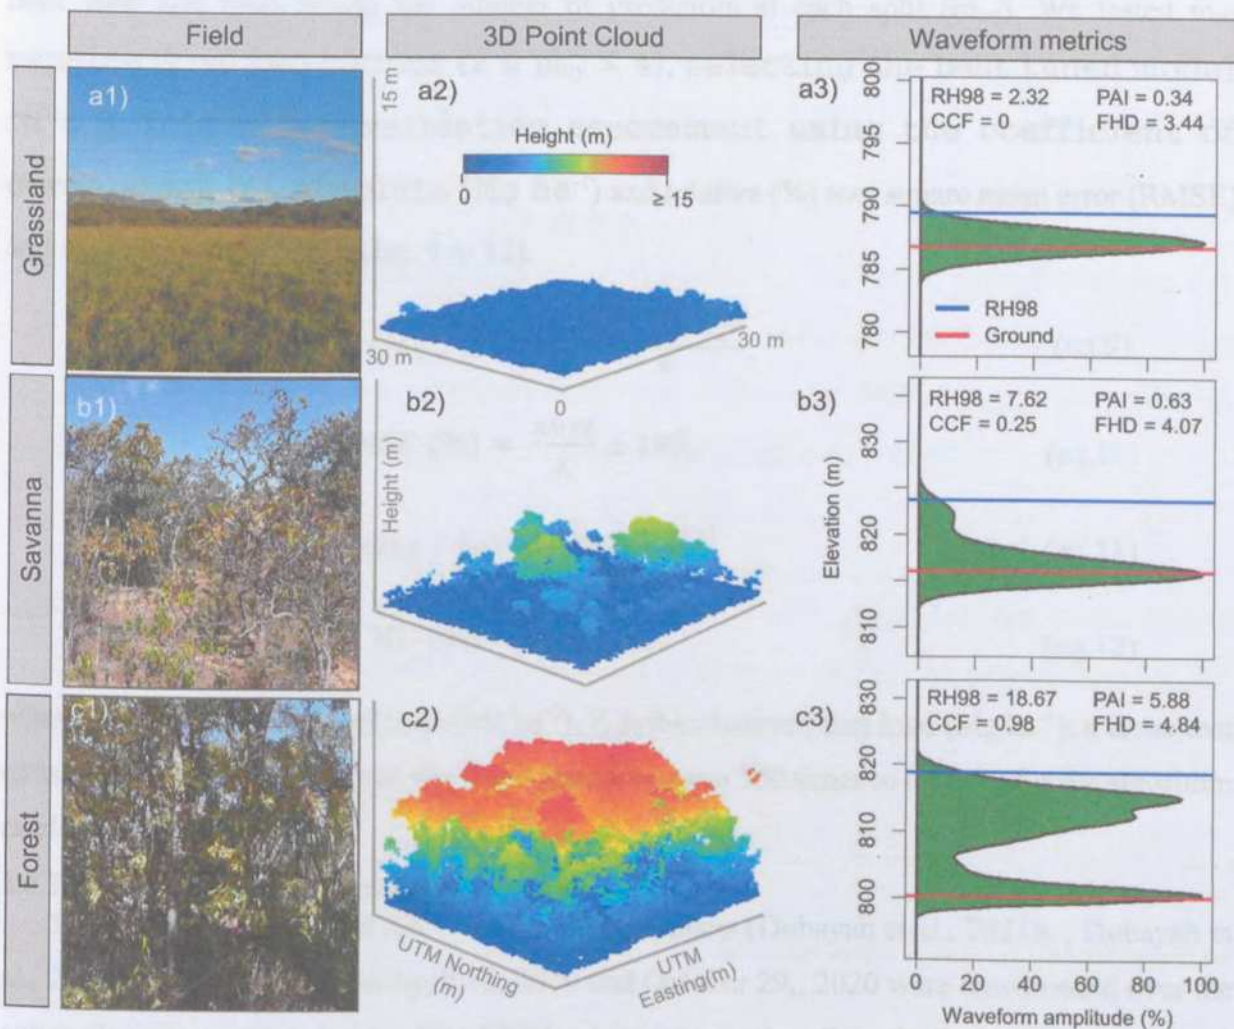 Field
3D Point Cloud
Waveform metrics
Grassland
a1)
15 m
a2)
Height (m)
0
≥ 15
30 m
30 m
0
a3)
RH98 = 2.32 PAI = 0.34
CCF = 0 FHD = 3.44
800
795
790
785
780
RH98
Ground
Savanna
b1)
Height (m)
b2)
b3)
RH98 = 7.62 PAI = 0.63
CCF = 0.25 FHD = 4.07
Elevation (m)
830
820
810
Forest
c1)
c2)
UTM Northing
(m)
UTM
Easting(m)
c3)
RH98 = 18.67 PAI = 5.88
CCF = 0.98 FHD = 4.84
830
820
810
800
0 20 40 60 80 100
Waveform amplitude (%)